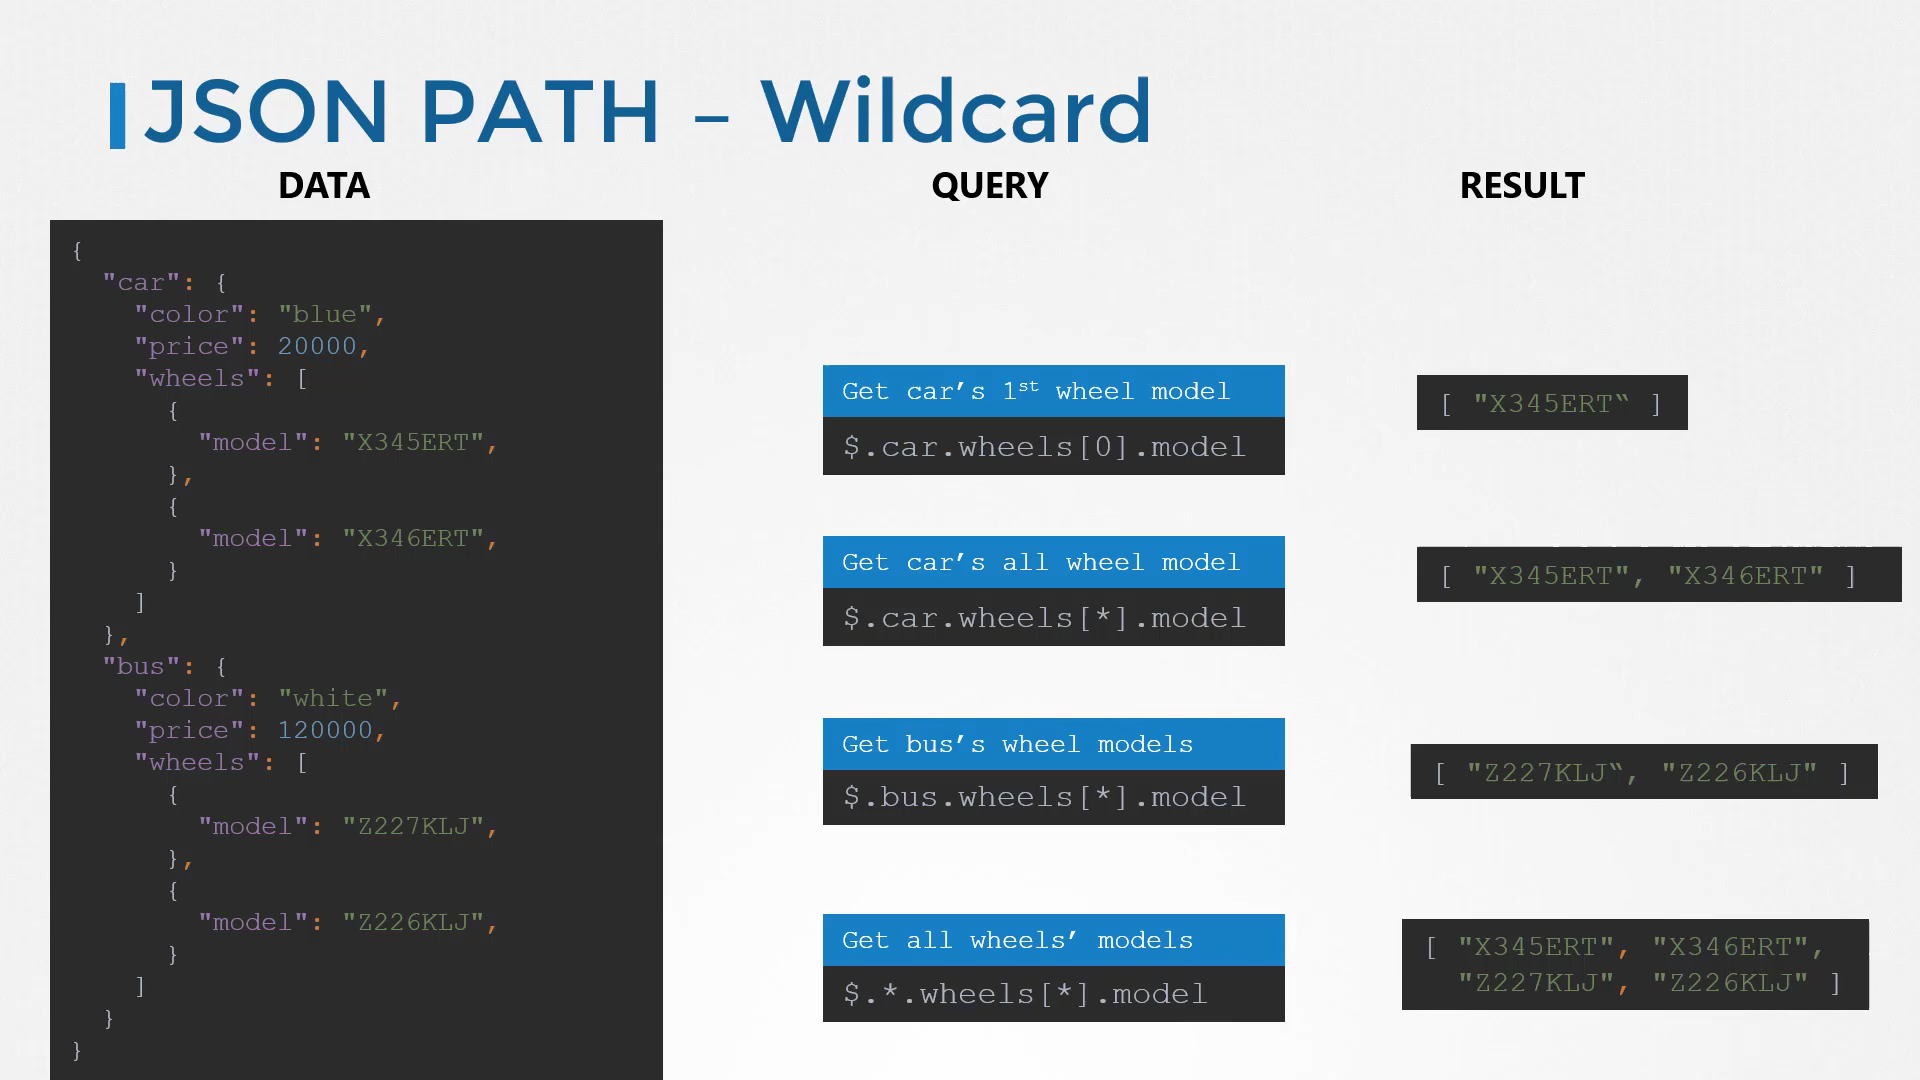 JSON PATH – Wildcard
DATA
QUERY
RESULT
{
"car": {
"color": "blue",
"price": 20000,
"wheels": [
{
"model": "X345ERT",
},
{
"model": "X346ERT",
}
]
},
"bus": {
"color": "white",
"price": 120000,
"wheels": [
{
"model": "Z227KLJ",
},
{
"model": "Z226KLJ",
}
]
}
}
Get car’s 1st wheel model
$.car.wheels[0].model
[ "X345ERT“ ]
Get car’s all wheel model
$.car.wheels[*].model
[ "X345ERT", "X346ERT" ]
Get bus’s wheel models
$.bus.wheels[*].model
[ "Z227KLJ“, "Z226KLJ" ]
Get all wheels’ models
$.*.wheels[*].model
[ "X345ERT", "X346ERT",
"Z227KLJ", "Z226KLJ" ]